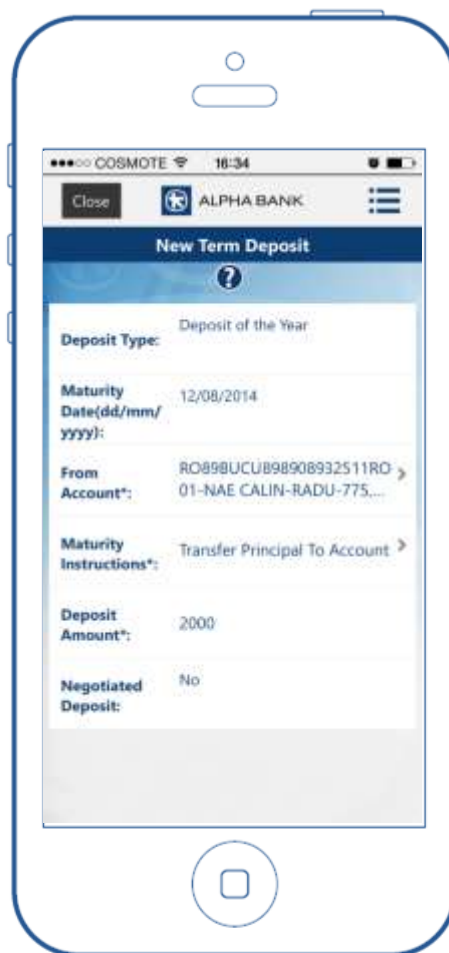 COSMOTE 16:34
Close ALPHA BANK
New Term Deposit
?
Deposit Type: Deposit of the Year
Maturity
Date(dd/mm/
yyyy): 12/08/2014
From
Account*:
RO89BUCU898908932511RO
01-NAE CALIN-RADU-775,...
Maturity
Instructions*: Transfer Principal To Account
Deposit
Amount*: 2000
Negotiated
Deposit: No